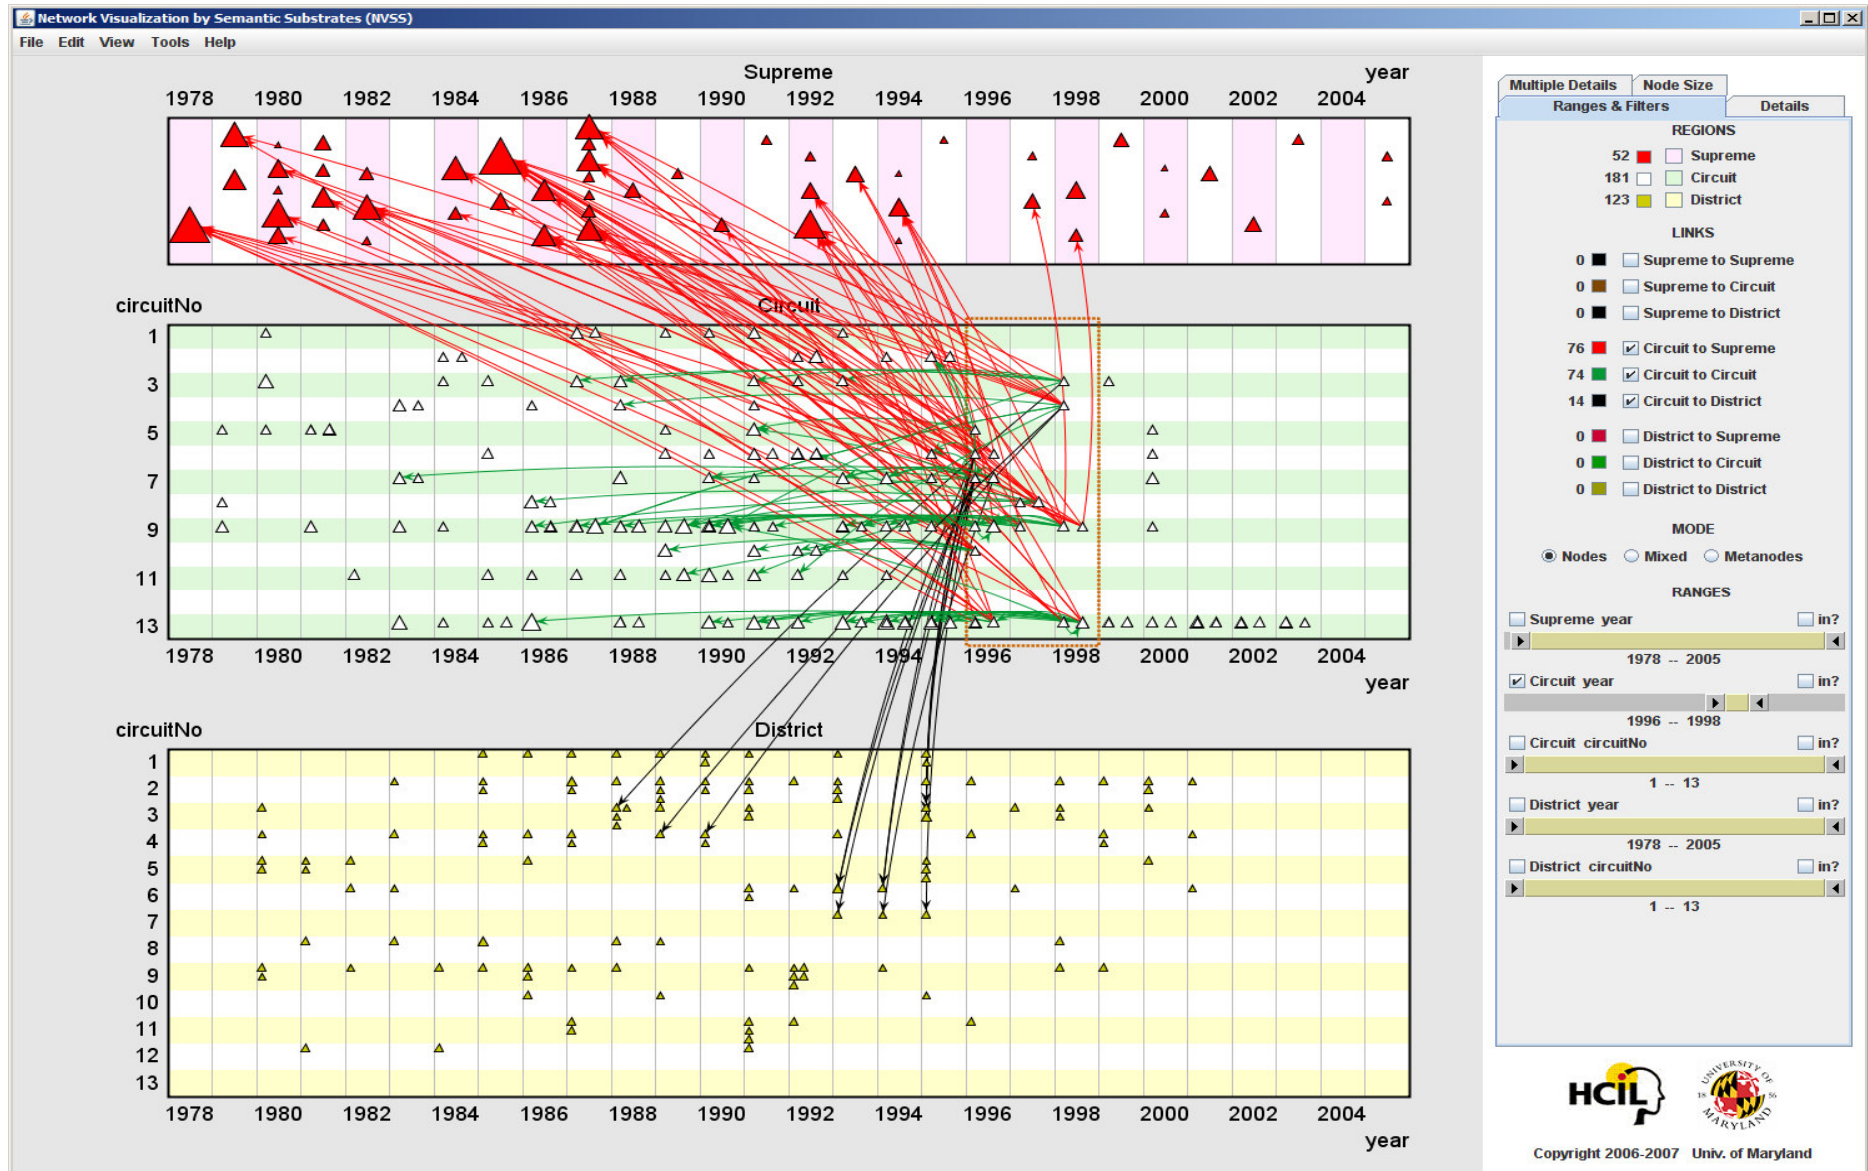 Network Visualization by Semantic Substrates (NVSS)
File Edit View Tools Help
Supreme year
1978 1980 1982 1984 1986 1988 1990 1992 1994 1996 1998 2000 2002 2004
circuitNo Circuit
1
3
5
7
9
11
13
1978 1980 1982 1984 1986 1988 1990 1992 1994 1996 1998 2000 2002 2004
year
circuitNo District
1
2
3
4
5
6
7
8
9
10
11
12
13
1978 1980 1982 1984 1986 1988 1990 1992 1994 1996 1998 2000 2002 2004
year
Multiple Details Node Size
Ranges & Filters Details
REGIONS
52 Supreme
181 Circuit
123 District
LINKS
0 Supreme to Supreme
0 Supreme to Circuit
0 Supreme to District
76 Circuit to Supreme
74 Circuit to Circuit
14 Circuit to District
0 District to Supreme
0 District to Circuit
0 District to District
MODE
Nodes Mixed Metanodes
RANGES
Supreme year in?
1978 -- 2005
Circuit year in?
1996 -- 1998
Circuit circuitNo in?
1 -- 13
District year in?
1978 -- 2005
District circuitNo in?
1 -- 13
HCIL
UNIVERSITY OF
18 56
MARYLAND
Copyright 2006-2007 Univ. of Maryland